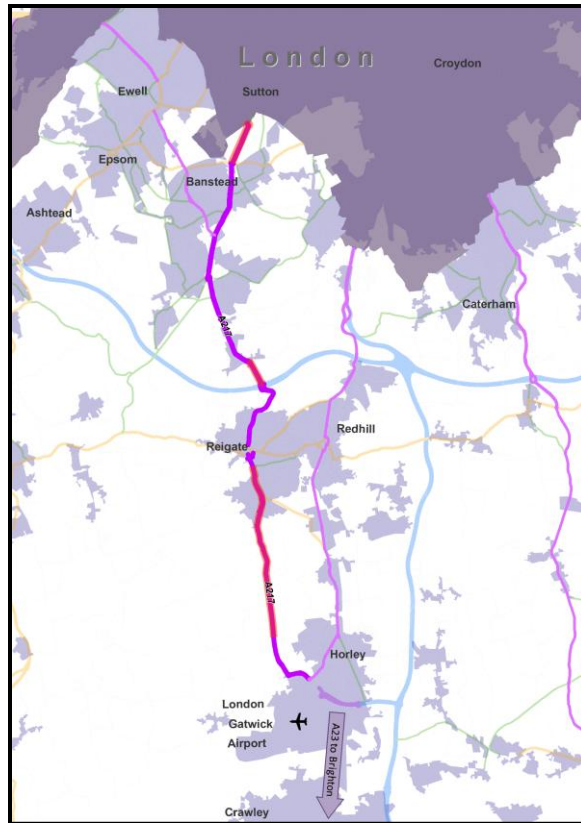 London
Croydon
Ewell
Sutton
Epsom
Banstead
Ashtead
Caterham
A217
Redhill
Reigate
A217
Horley
London
Gatwick
Airport
A23 to Brighton
Crawley